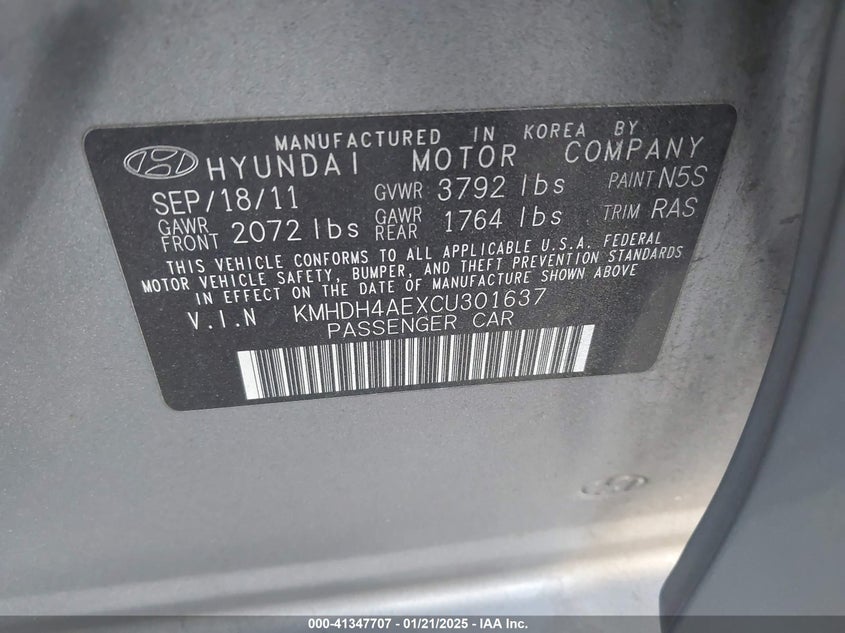 MANUFACTURED IN KOREA BY
HYUNDAI MOTOR COMPANY
SEP/18/11 GVWR 3792 lbs PAINT N5S
GAWR FRONT 2072 lbs GAWR REAR 1764 lbs TRIM RAS
THIS VEHICLE CONFORMS TO ALL APPLICABLE U.S.A. FEDERAL
MOTOR VEHICLE SAFETY, BUMPER, AND THEFT PREVENTION STANDARDS
IN EFFECT ON THE DATE OF MANUFACTURE SHOWN ABOVE
V.I.N KMHDH4AEXCU301637
PASSENGER CAR
000-41347707 - 01/21/2025 - IAA Inc.